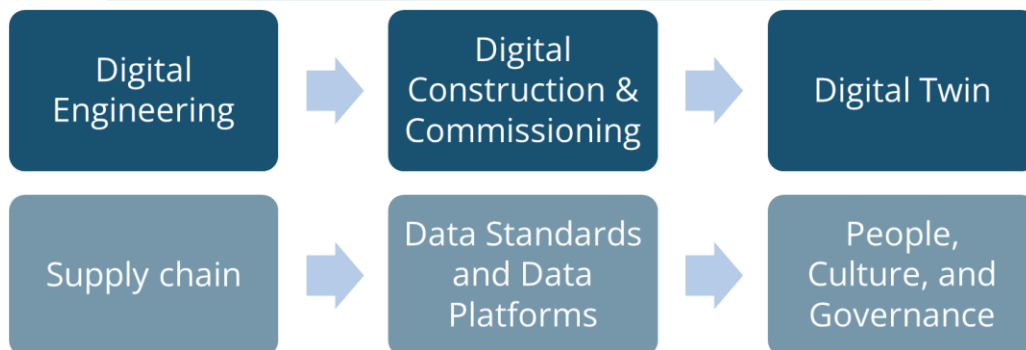 Digital
Engineering
Digital
Construction &
Commissioning
Digital Twin
Supply chain
Data Standards
and Data
Platforms
People,
Culture, and
Governance